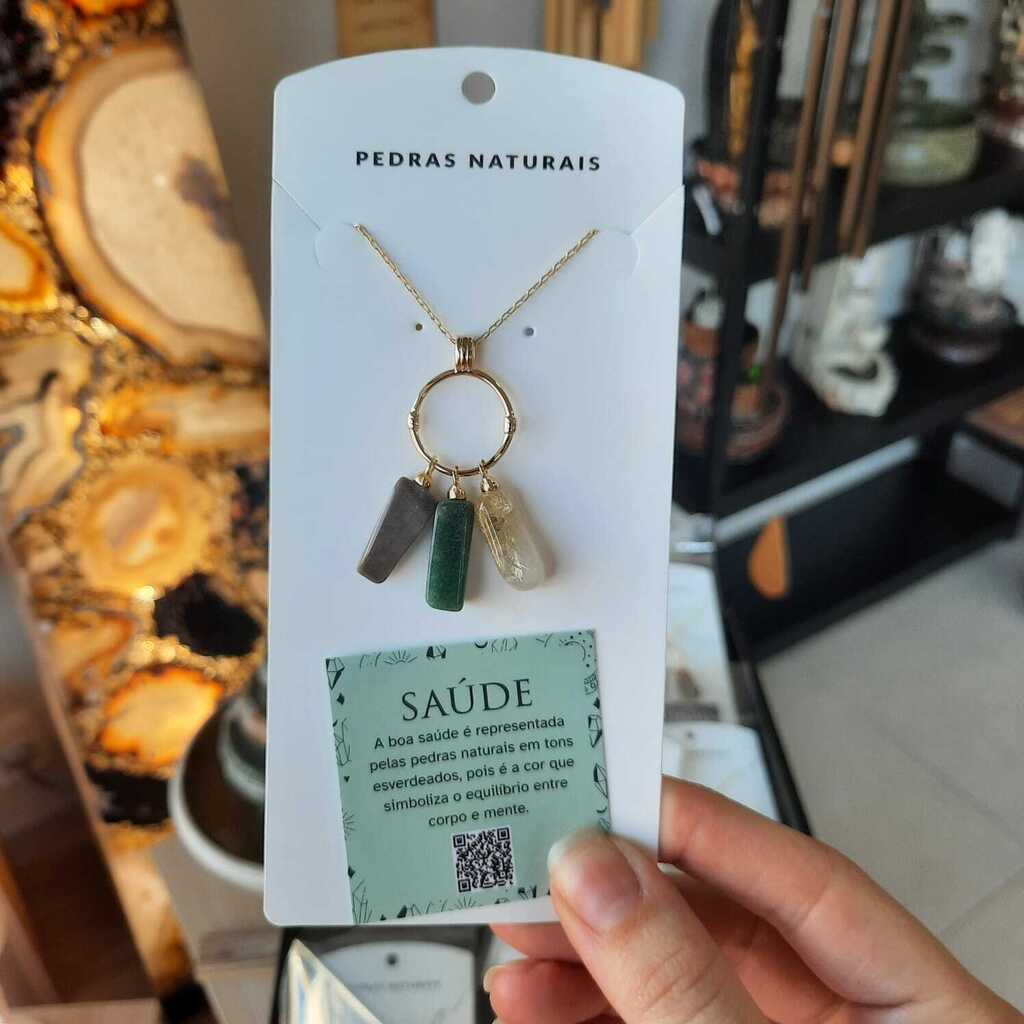 PEDRAS NATURAIS
SAÚDE
A boa saúde é representada
pelas pedras naturais em tons
esverdeados, pois é a cor que
simboliza o equilíbrio entre
corpo e mente.
NATURAIS